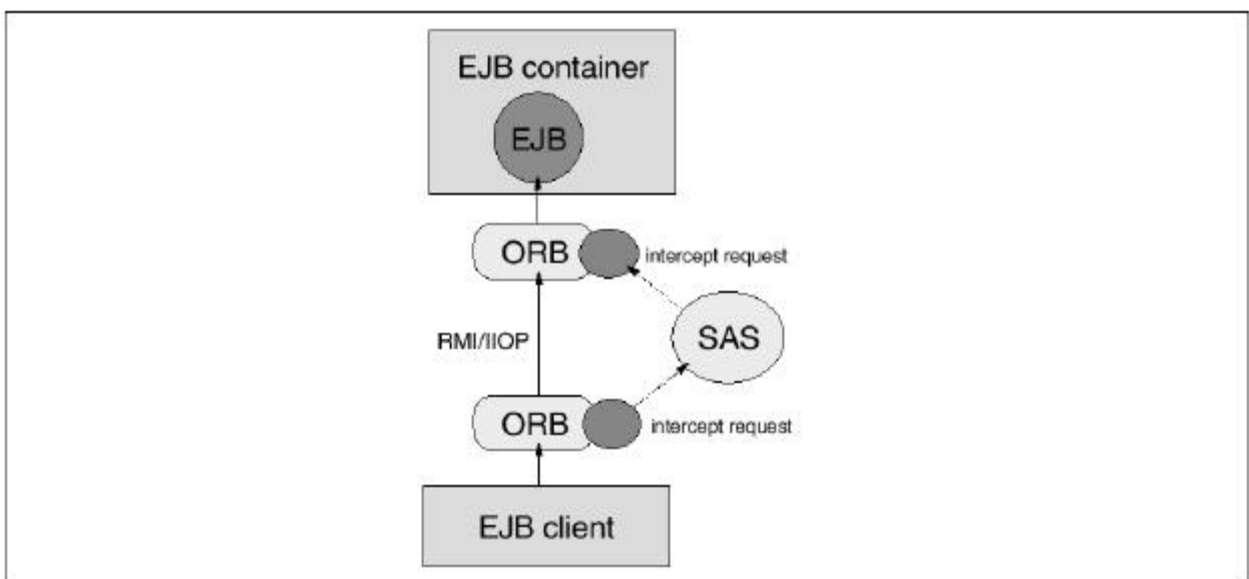 EJB container
EJB
ORB
intercept request
RMI/IIOP
SAS
ORB
intercept request
EJB client